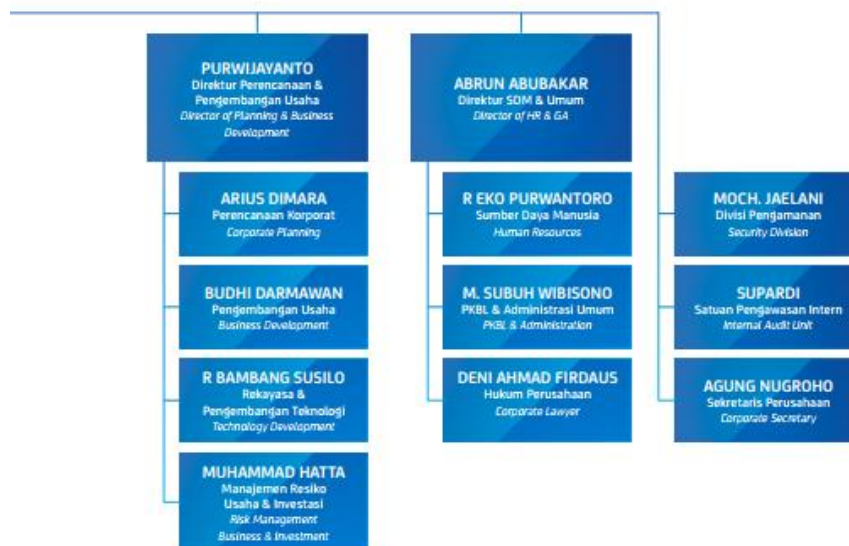 PURWIJAYANTO
Direktur Perencanaan &
Pengembangan Usaha
Director of Planning & Business
Development
ARIUS DIMARA
Perencanaan Korporat
Corporate Planning
BUDHI DARMAWAN
Pengembangan Usaha
Business Development
R BAMBANG SUSILO
Rekayasa &
Pengembangan Teknologi
Technology Development
MUHAMMAD HATTA
Manajemen Resiko
Usaha & Investasi
Risk Management
Business & Investment
ABRUN ABUBAKAR
Direktur SDM & Umum
Director of HR & GA
R EKO PURWANTORO
Sumber Daya Manusia
Human Resources
M. SUBUH WIBISONO
PKBL & Administrasi Umum
PKBL & Administration
DENI AHMAD FIRDAUS
Hukum Perusahaan
Corporate Lawyer
MOCH. JAELANI
Divisi Pengamanan
Security Division
SUPARDI
Satuan Pengawasan Intern
Internal Audit Unit
AGUNG NUGROHO
Sekretaris Perusahaan
Corporate Secretary